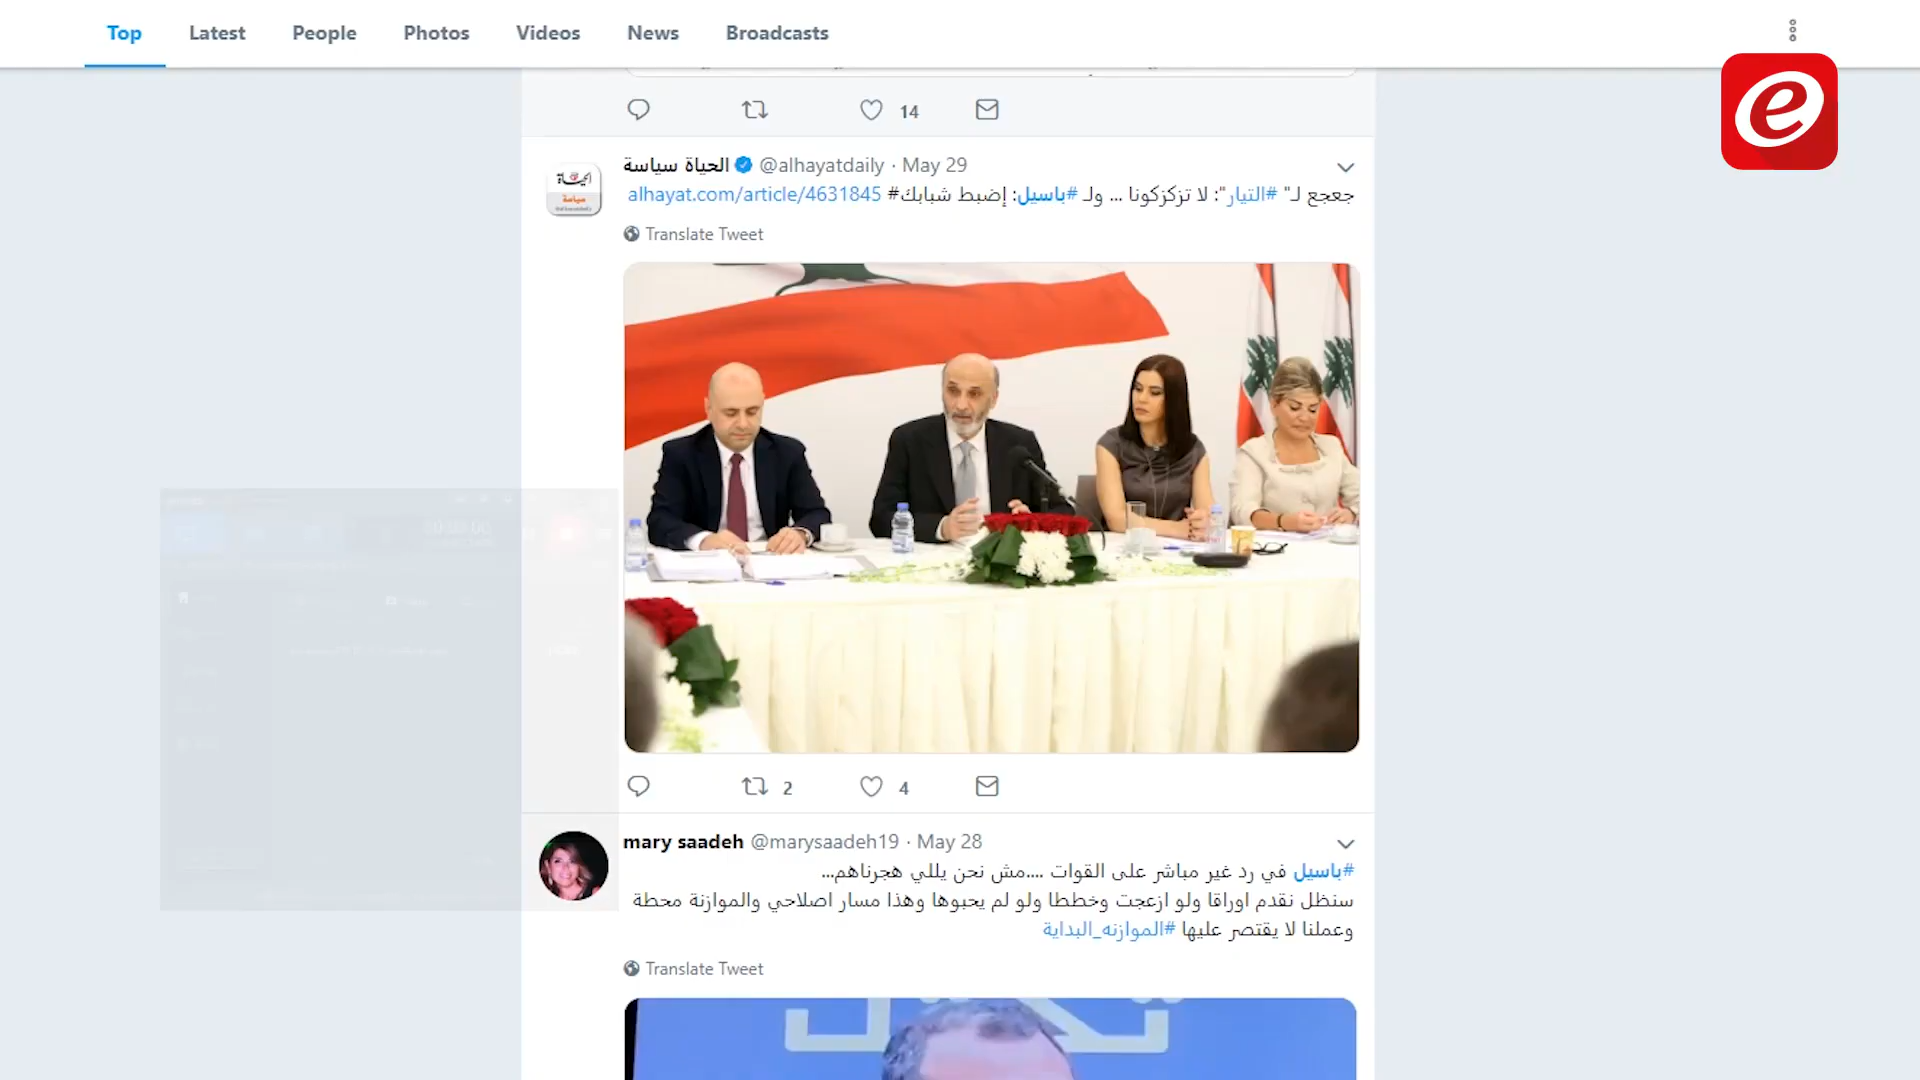 Top Latest People Photos Videos News Broadcasts
14
الحياة سياسة @alhayatdaily · May 29
جعجع لـ" #التيار": لا تزكزكونا ... ولـ #باسيل: إضبط شبابك# alhayat.com/article/4631845
Translate Tweet
2 4
mary saadeh @marysaadeh19 · May 28
#باسيل في رد غير مباشر على القوات ....مش نحن يللي هجرناهم...
سنظل نقدم اوراقا ولو ازعجت وخططا ولو لم يحبوها وهذا مسار اصلاحي والموازنة محطة
وعملنا لا يقتصر عليها #الموازنه_البداية
Translate Tweet